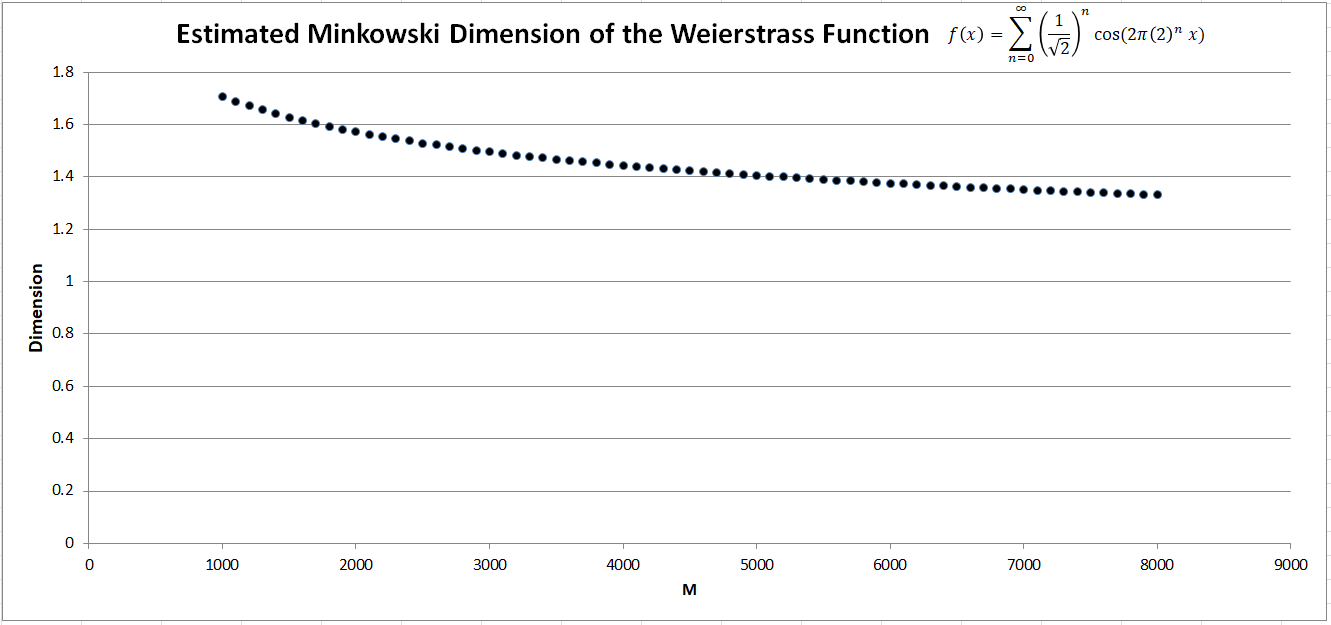 Estimated Minkowski Dimension of the Weierstrass Function f(x) = ∑_{n=0}^{∞} (1/√2)^n cos(2π(2)^n x)
1.8
1.6
1.4
1.2
1
0.8
0.6
0.4
0.2
0
Dimension
0 1000 2000 3000 4000 5000 6000 7000 8000 9000
M